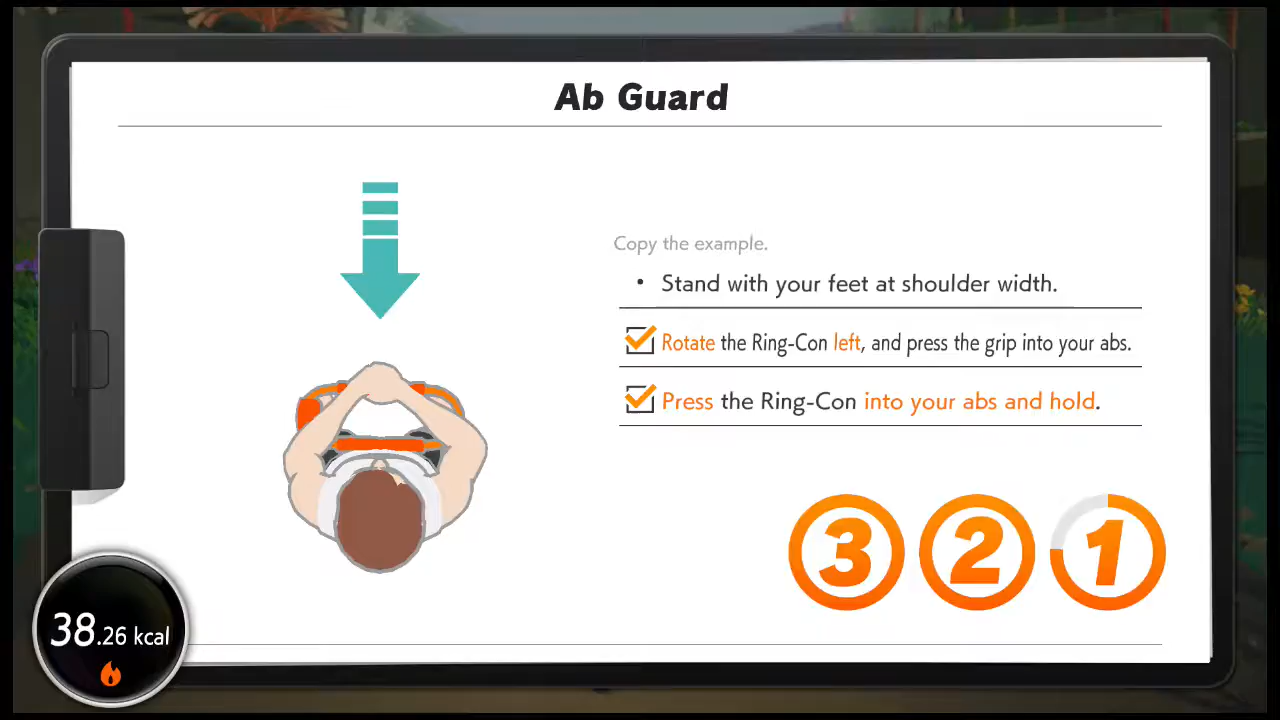 Ab Guard
Copy the example.
• Stand with your feet at shoulder width.
Rotate the Ring-Con left, and press the grip into your abs.
Press the Ring-Con into your abs and hold.
3 2 1
38.26 kcal